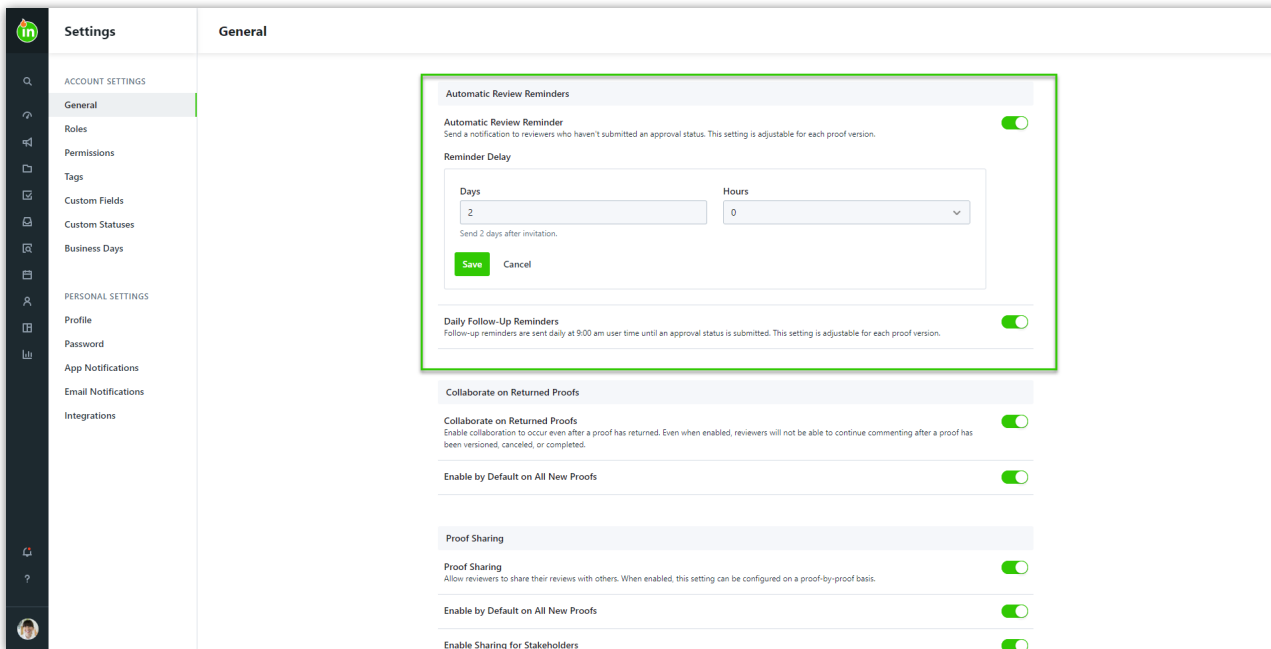 in
Settings
General
ACCOUNT SETTINGS
General
Roles
Permissions
Tags
Custom Fields
Custom Statuses
Business Days
PERSONAL SETTINGS
Profile
Password
App Notifications
Email Notifications
Integrations
?
Automatic Review Reminders
Automatic Review Reminder
Send a notification to reviewers who haven't submitted an approval status. This setting is adjustable for each proof version.
Reminder Delay
Days
Hours
2
0
Send 2 days after invitation.
Save
Cancel
Daily Follow-Up Reminders
Follow-up reminders are sent daily at 9:00 am user time until an approval status is submitted. This setting is adjustable for each proof version.
Collaborate on Returned Proofs
Collaborate on Returned Proofs
Enable collaboration to occur even after a proof has returned. Even when enabled, reviewers will not be able to continue commenting after a proof has
been versioned, canceled, or completed.
Enable by Default on All New Proofs
Proof Sharing
Proof Sharing
Allow reviewers to share their reviews with others. When enabled, this setting can be configured on a proof-by-proof basis.
Enable by Default on All New Proofs
Enable Sharing for Stakeholders